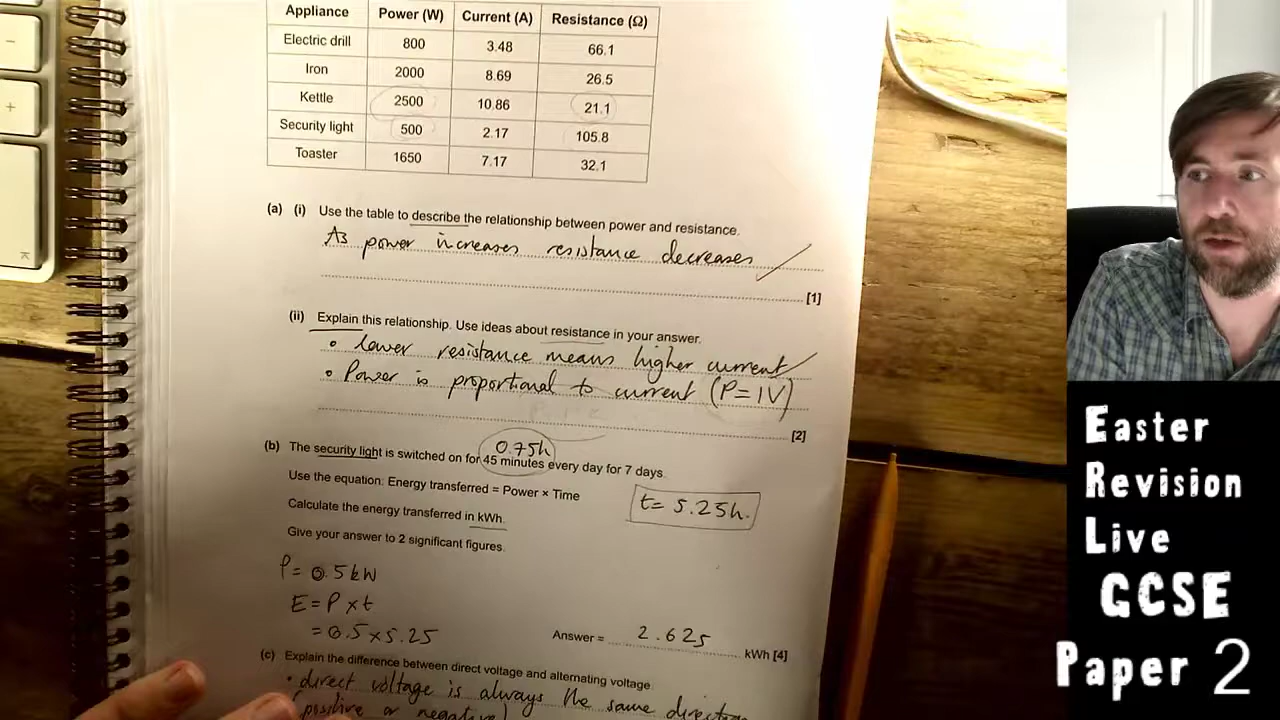 Appliance Power (W) Current (A) Resistance (Ω)
Electric drill 800 3.48 66.1
Iron 2000 8.69 26.5
Kettle 2500 10.86 21.1
Security light 500 2.17 105.8
Toaster 1650 7.17 32.1
(a) (i) Use the table to describe the relationship between power and resistance.
As power increases resistance decreases
[1]
(ii) Explain this relationship. Use ideas about resistance in your answer.
• lower resistance means higher current
• Power is proportional to current (P=IV)
[2]
0.75h
(b) The security light is switched on for 45 minutes every day for 7 days.
Use the equation: Energy transferred = Power × Time
t= 5.25h.
Calculate the energy transferred in kWh.
Give your answer to 2 significant figures.
P= 0.5kW
E = P x t
= 0.5 x 5.25
Answer = 2.625 kWh [4]
(c) Explain the difference between direct voltage and alternating voltage.
• direct voltage is always the same direction
(positive or negative)
Easter
Revision
Live
GCSE
Paper 2